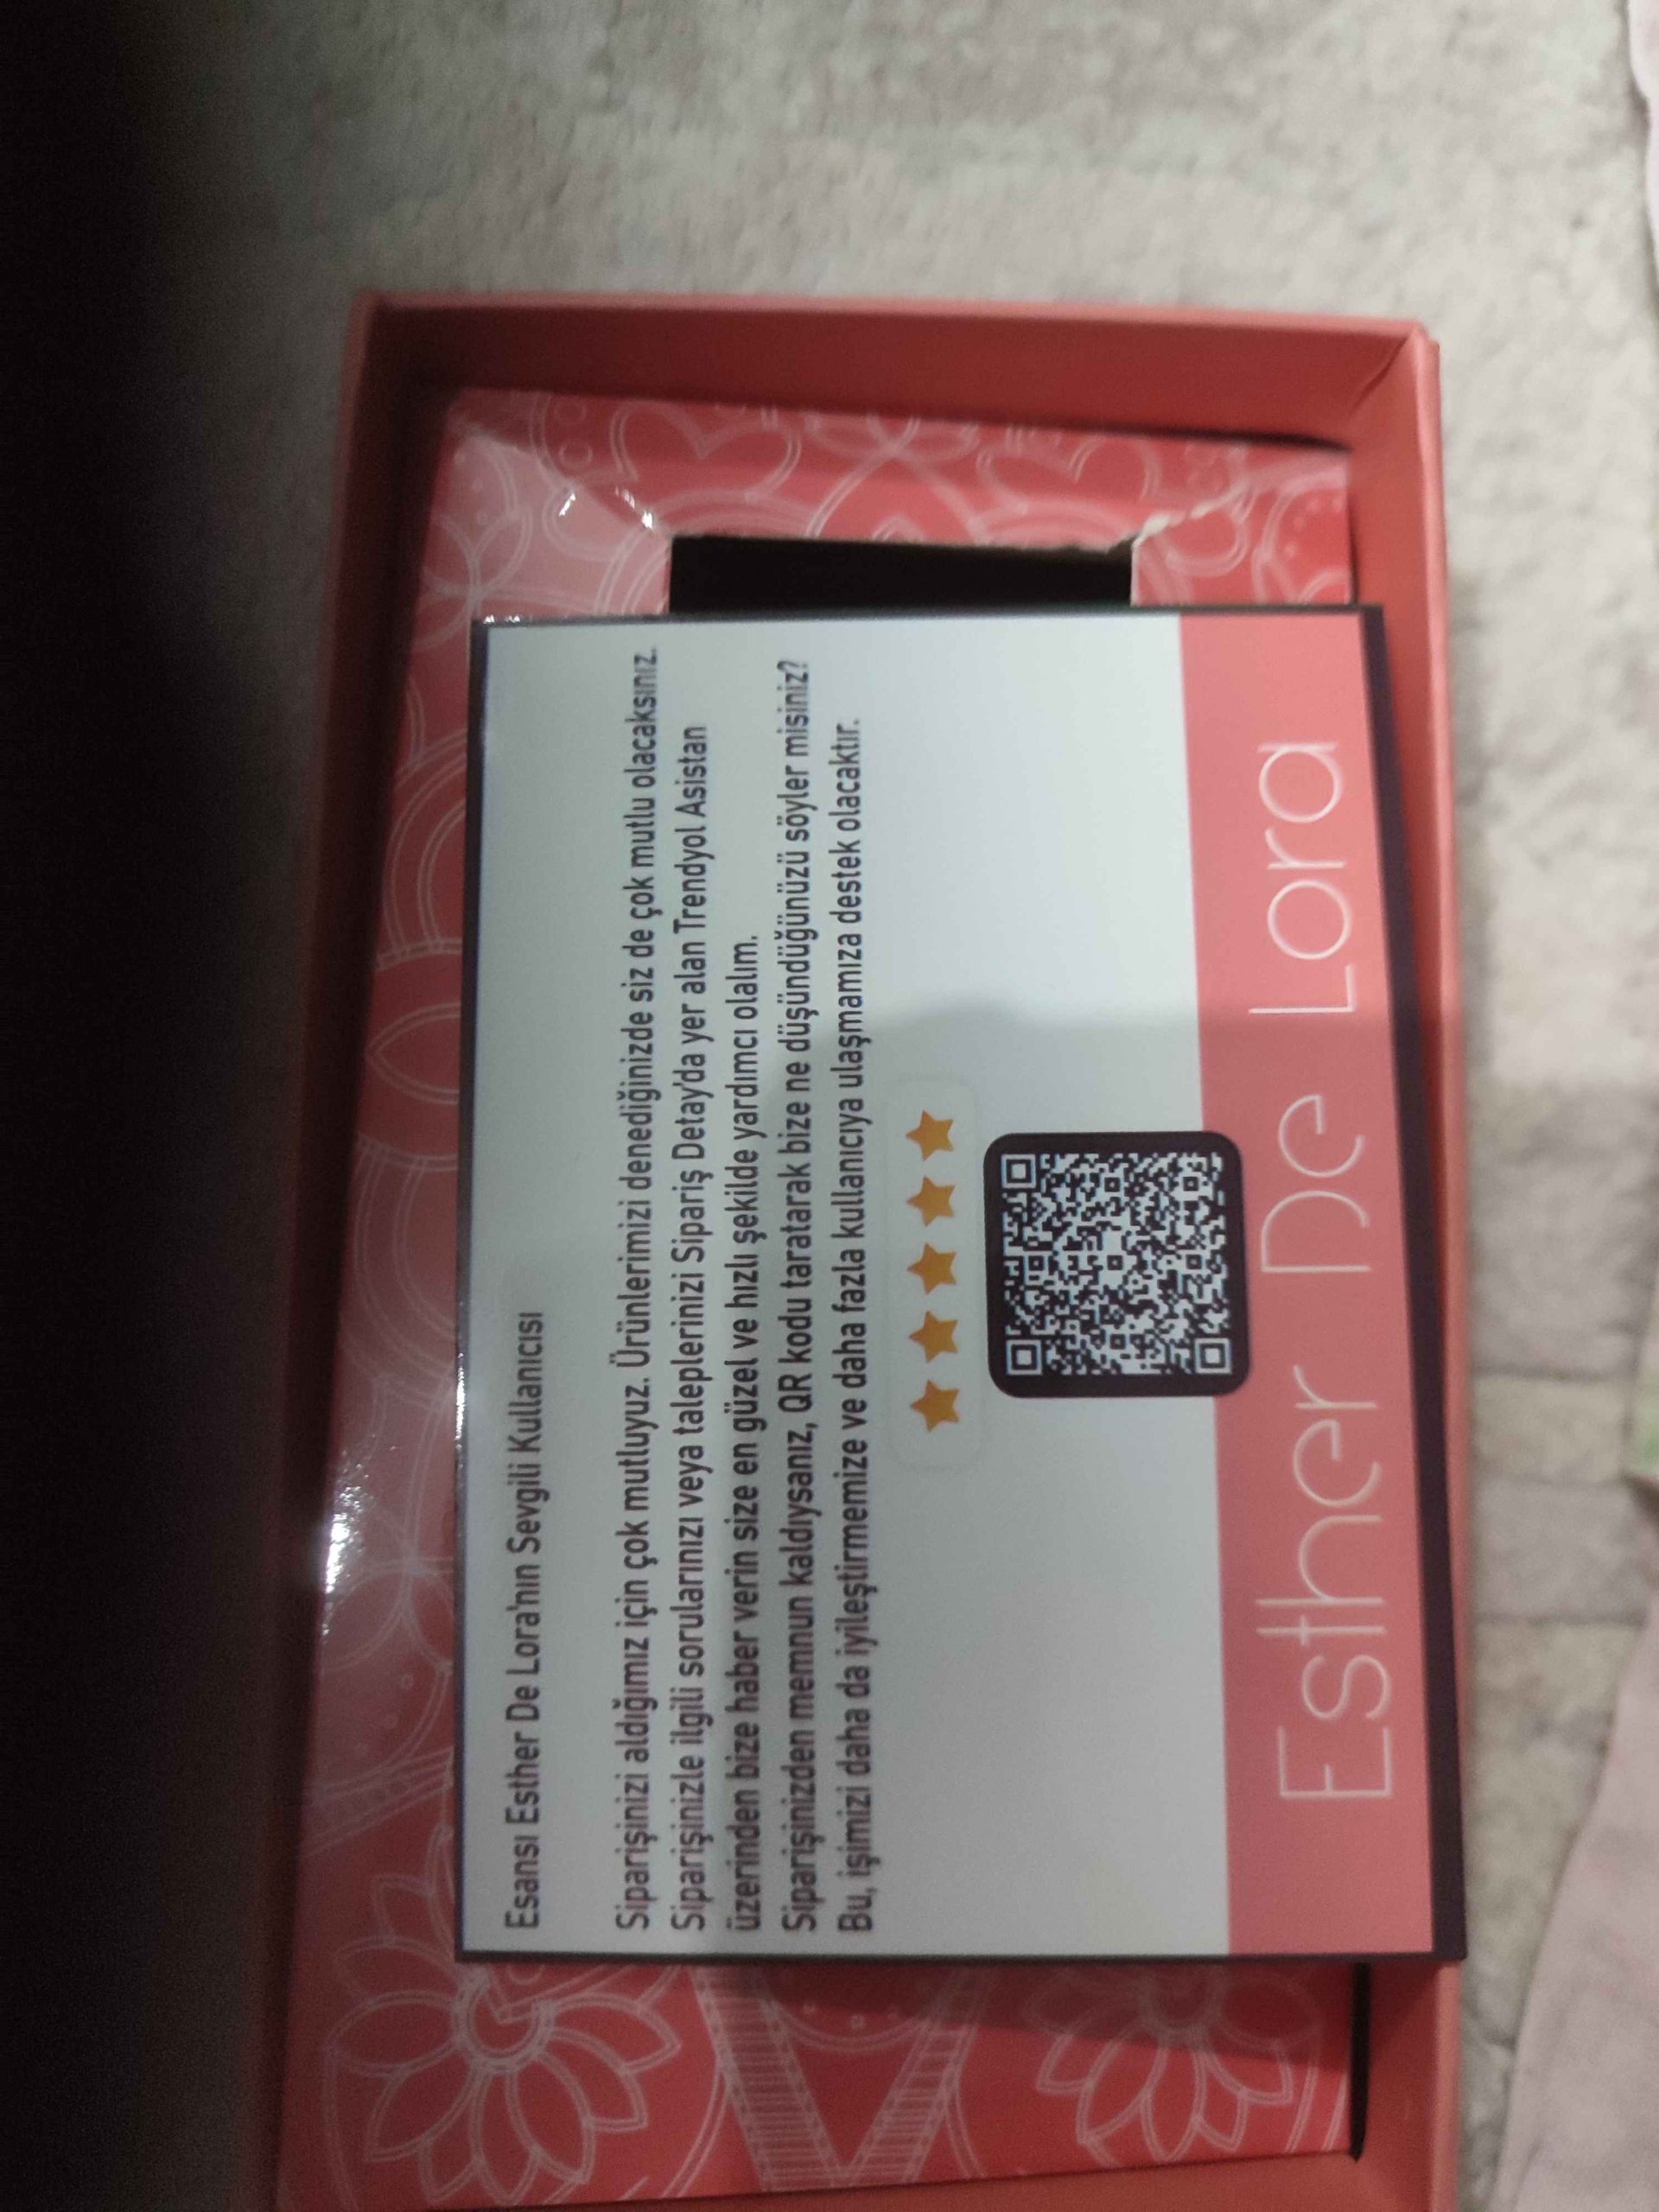 Esansı Esther De Lora'nın Sevgili Kullanıcısı
Siparişinizi aldığımız için çok mutluyuz. Ürünlerimizi denediğinizde siz de çok mutlu olacaksınız.
Siparişinizle ilgili sorularınızı veya taleplerinizi Sipariş Detay'da yer alan Trendyol Asistan
üzerinden bize haber verin size en güzel ve hızlı şekilde yardımcı olalım.
Siparişinizden memnun kaldıysanız, QR kodu taratarak bize ne düşündüğünüzü söyler misiniz?
Bu, işimizi daha da iyileştirmemize ve daha fazla kullanıcıya ulaşmamıza destek olacaktır.
Esther De Lora